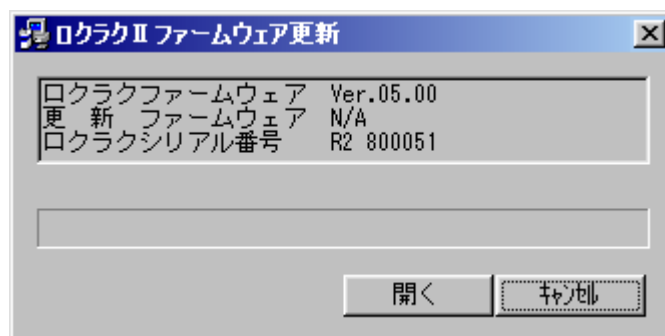 ロクラクⅡ ファームウェア更新
ロクラクファームウェア Ver.05.00
更 新 ファームウェア N/A
ロクラクシリアル番号 R2 800051
開く ｷｬﾝｾﾙ